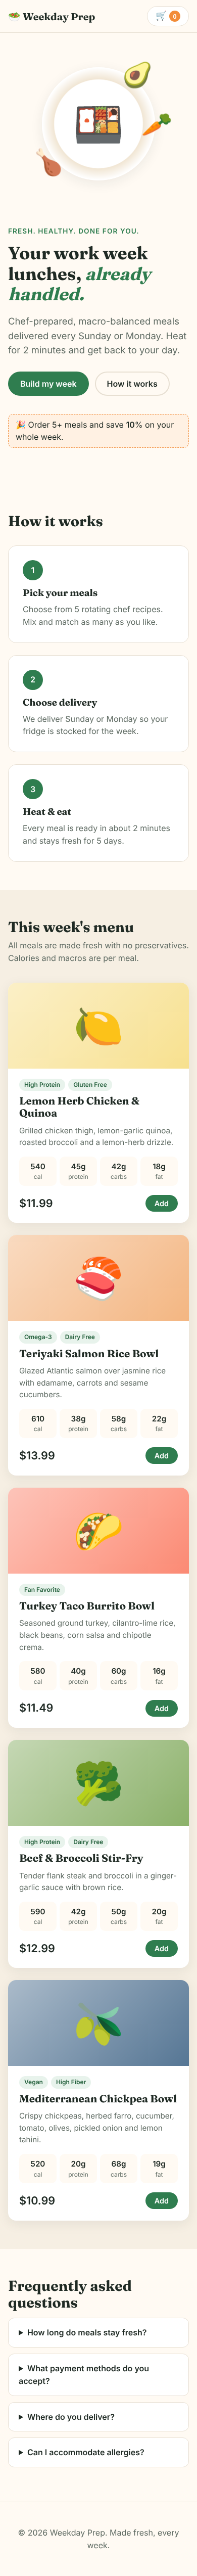 Weekday Prep
0
FRESH. HEALTHY. DONE FOR YOU.
Your work week
lunches, already
handled.
Chef-prepared, macro-balanced meals
delivered every Sunday or Monday. Heat
for 2 minutes and get back to your day.
Build my week
How it works
🎉 Order 5+ meals and save 10% on your
whole week.
How it works
1
Pick your meals
Choose from 5 rotating chef recipes.
Mix and match as many as you like.
2
Choose delivery
We deliver Sunday or Monday so your
fridge is stocked for the week.
3
Heat & eat
Every meal is ready in about 2 minutes
and stays fresh for 5 days.
This week's menu
All meals are made fresh with no preservatives.
Calories and macros are per meal.
High Protein Gluten Free
Lemon Herb Chicken &
Quinoa
Grilled chicken thigh, lemon-garlic quinoa,
roasted broccoli and a lemon-herb drizzle.
540 45g 42g 18g
cal protein carbs fat
$11.99 Add
Omega-3 Dairy Free
Teriyaki Salmon Rice Bowl
Glazed Atlantic salmon over jasmine rice
with edamame, carrots and sesame
cucumbers.
610 38g 58g 22g
cal protein carbs fat
$13.99 Add
Fan Favorite
Turkey Taco Burrito Bowl
Seasoned ground turkey, cilantro-lime rice,
black beans, corn salsa and chipotle
crema.
580 40g 60g 16g
cal protein carbs fat
$11.49 Add
High Protein Dairy Free
Beef & Broccoli Stir-Fry
Tender flank steak and broccoli in a ginger-
garlic sauce with brown rice.
590 42g 50g 20g
cal protein carbs fat
$12.99 Add
Vegan High Fiber
Mediterranean Chickpea Bowl
Crispy chickpeas, herbed farro, cucumber,
tomato, olives, pickled onion and lemon
tahini.
520 20g 68g 19g
cal protein carbs fat
$10.99 Add
Frequently asked
questions
How long do meals stay fresh?
What payment methods do you
accept?
Where do you deliver?
Can I accommodate allergies?
© 2026 Weekday Prep. Made fresh, every
week.